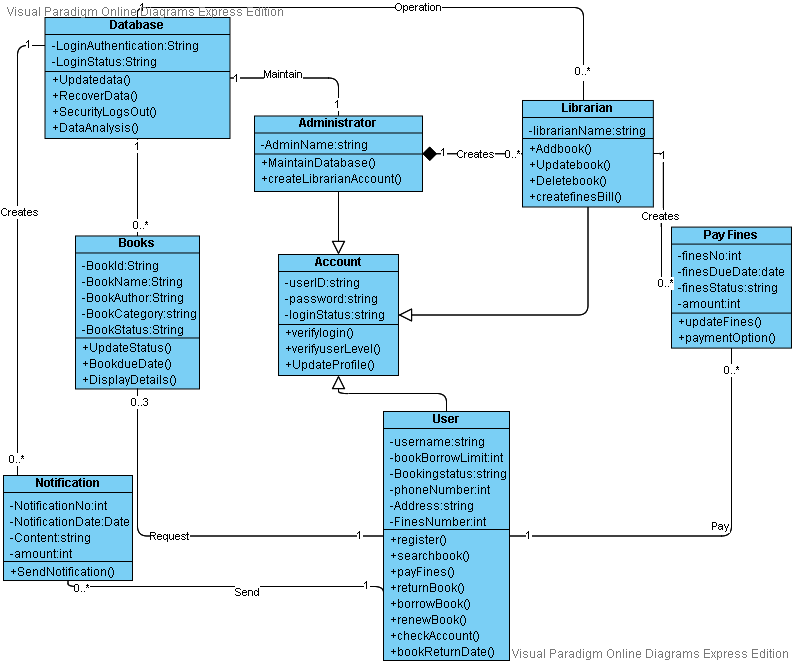 Visual Paradigm Online Diagrams Express Edition
1
Operation
0..*
Database
-LoginAuthentication:String
-LoginStatus:String
+Updatedata()
+RecoverData()
+SecurityLogsOut()
+DataAnalysis()
1
1
Maintain
1
1
Administrator
-AdminName:string
+MaintainDatabase()
+createLibrarianAccount()
1
Creates
0..*
Librarian
-librarianName:string
+Addbook()
+Updatebook()
+Deletebook()
+createfinesBill()
1
Creates
0..*
Pay Fines
-finesNo:int
-finesDueDate:date
-finesStatus:string
-amount:int
+updateFines()
+paymentOption()
0..*
Creates
0..*
Books
-BookId:String
-BookName:String
-BookAuthor:String
-BookCategory:string
-BookStatus:String
+UpdateStatus()
+BookdueDate()
+DisplayDetails()
0..3
Account
-userID:string
-password:string
-loginStatus:string
+verifylogin()
+verifyuserLevel()
+UpdateProfile()
User
-username:string
-bookBorrowLimit:int
-Bookingstatus:string
-phoneNumber:int
-Address:string
-FinesNumber:int
+register()
+searchbook()
+payFines()
+returnBook()
+borrowBook()
+renewBook()
+checkAccount()
+bookReturnDate()
0..*
Notification
-NotificationNo:int
-NotificationDate:Date
-Content:string
-amount:int
+SendNotification()
Request
1
1
Pay
0..*
Send
1
Visual Paradigm Online Diagrams Express Edition